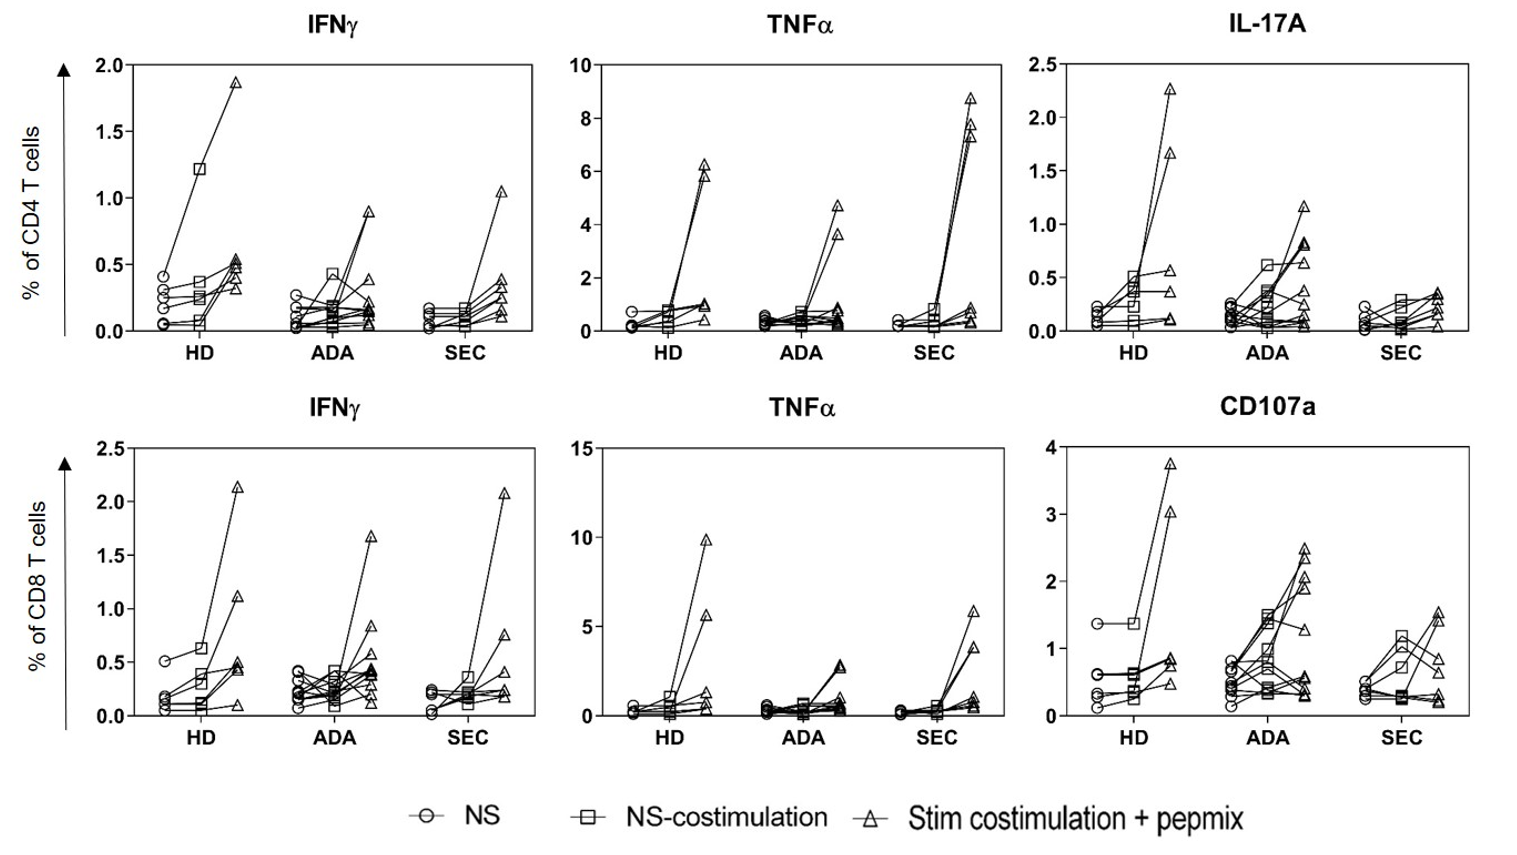 IFNγ
TNFα
IL-17A
% of CD4 T cells
2.0
1.5
1.0
0.5
0.0
HD
ADA
SEC
10
8
6
4
2
0
HD
ADA
SEC
2.5
2.0
1.5
1.0
0.5
0.0
HD
ADA
SEC
IFNγ
TNFα
CD107a
% of CD8 T cells
2.5
2.0
1.5
1.0
0.5
0.0
HD
ADA
SEC
15
10
5
0
HD
ADA
SEC
4
3
2
1
0
HD
ADA
SEC
NS
NS-costimulation
Stim costimulation + pepmix